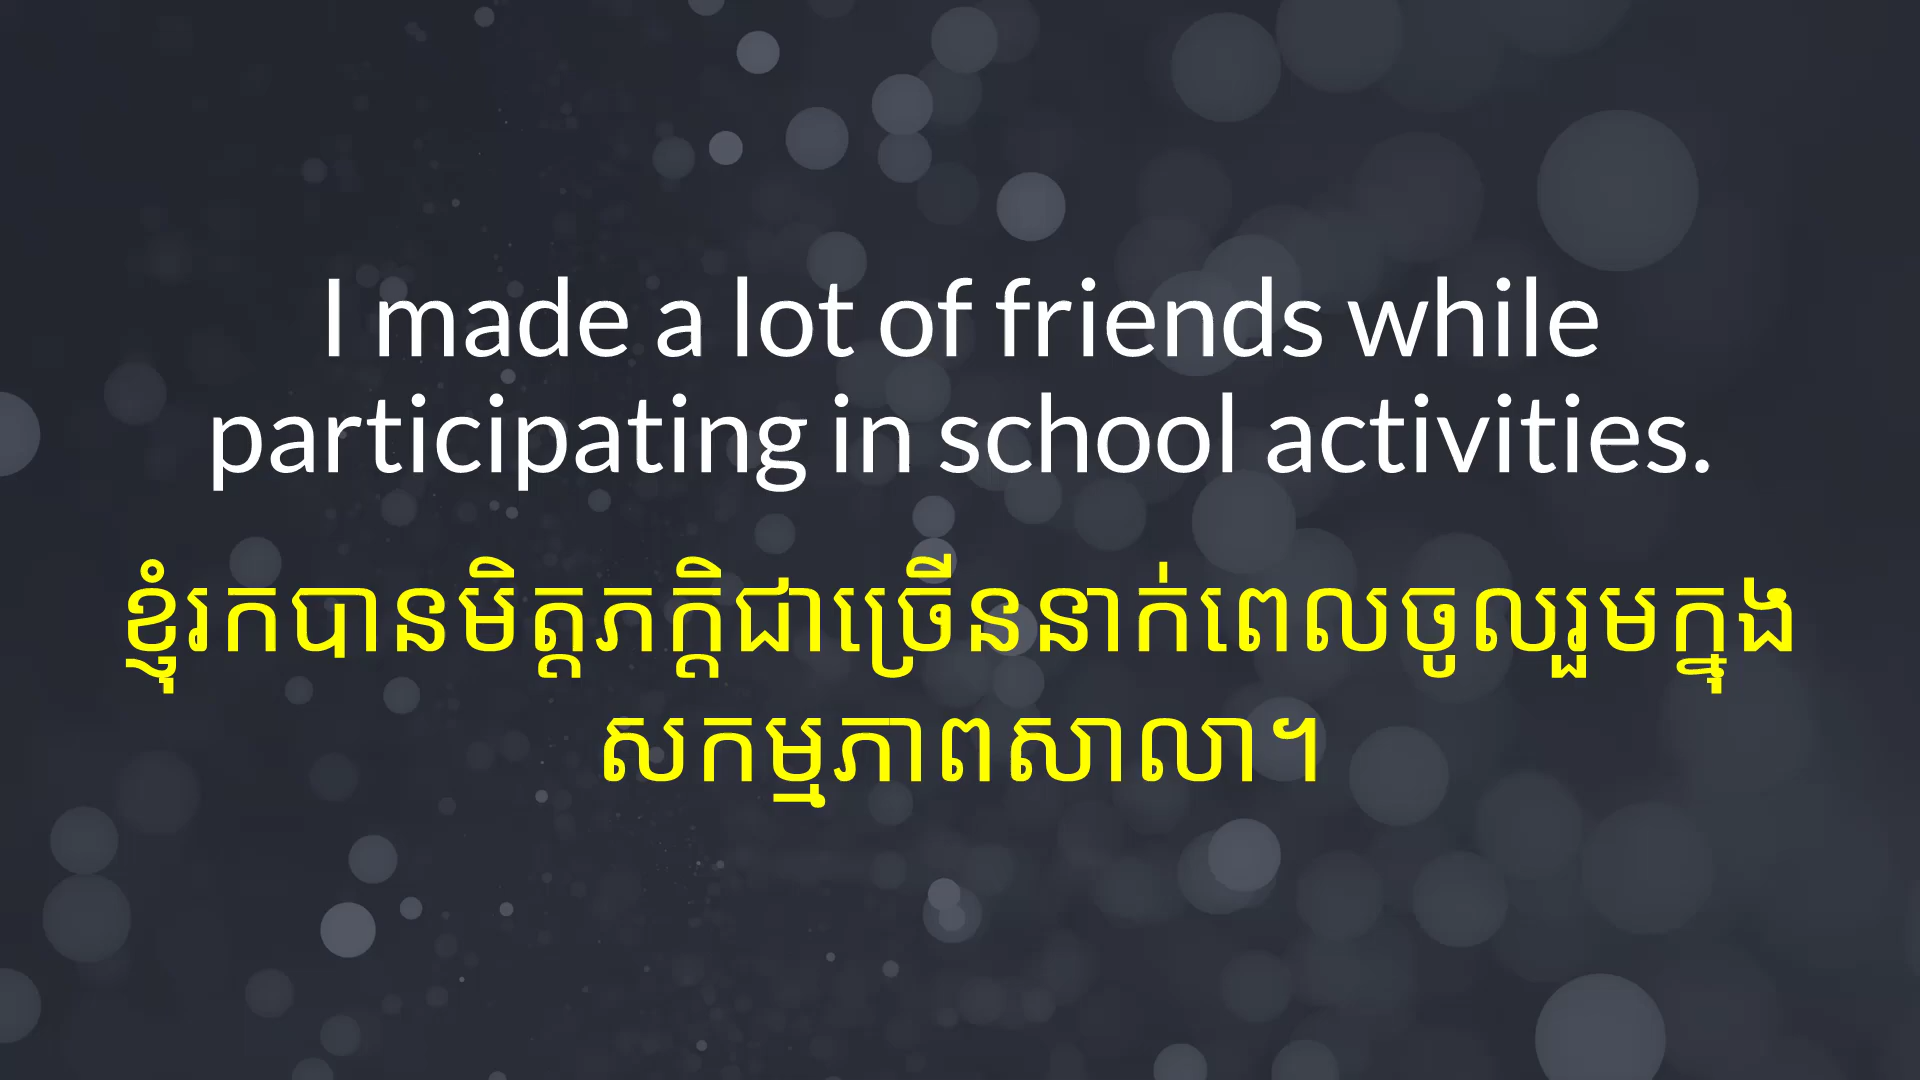 I made a lot of friends while
participating in school activities.
ខ្ញុំរកបានមិត្តភក្តិជាច្រើននាក់ពេលចូលរួមក្នុង
សកម្មភាពសាលា។